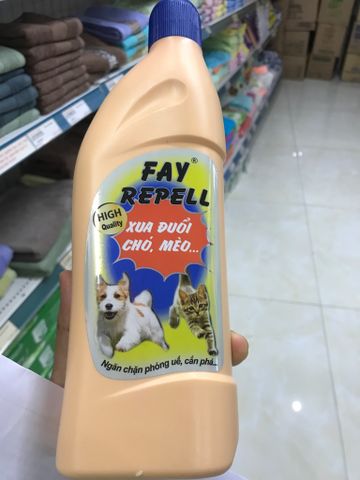 FAY®
REPELL
HIGH
Quality
XUA ĐUỔI
CHÓ, MÈO...
Ngăn chặn phóng uế, cắn phá...